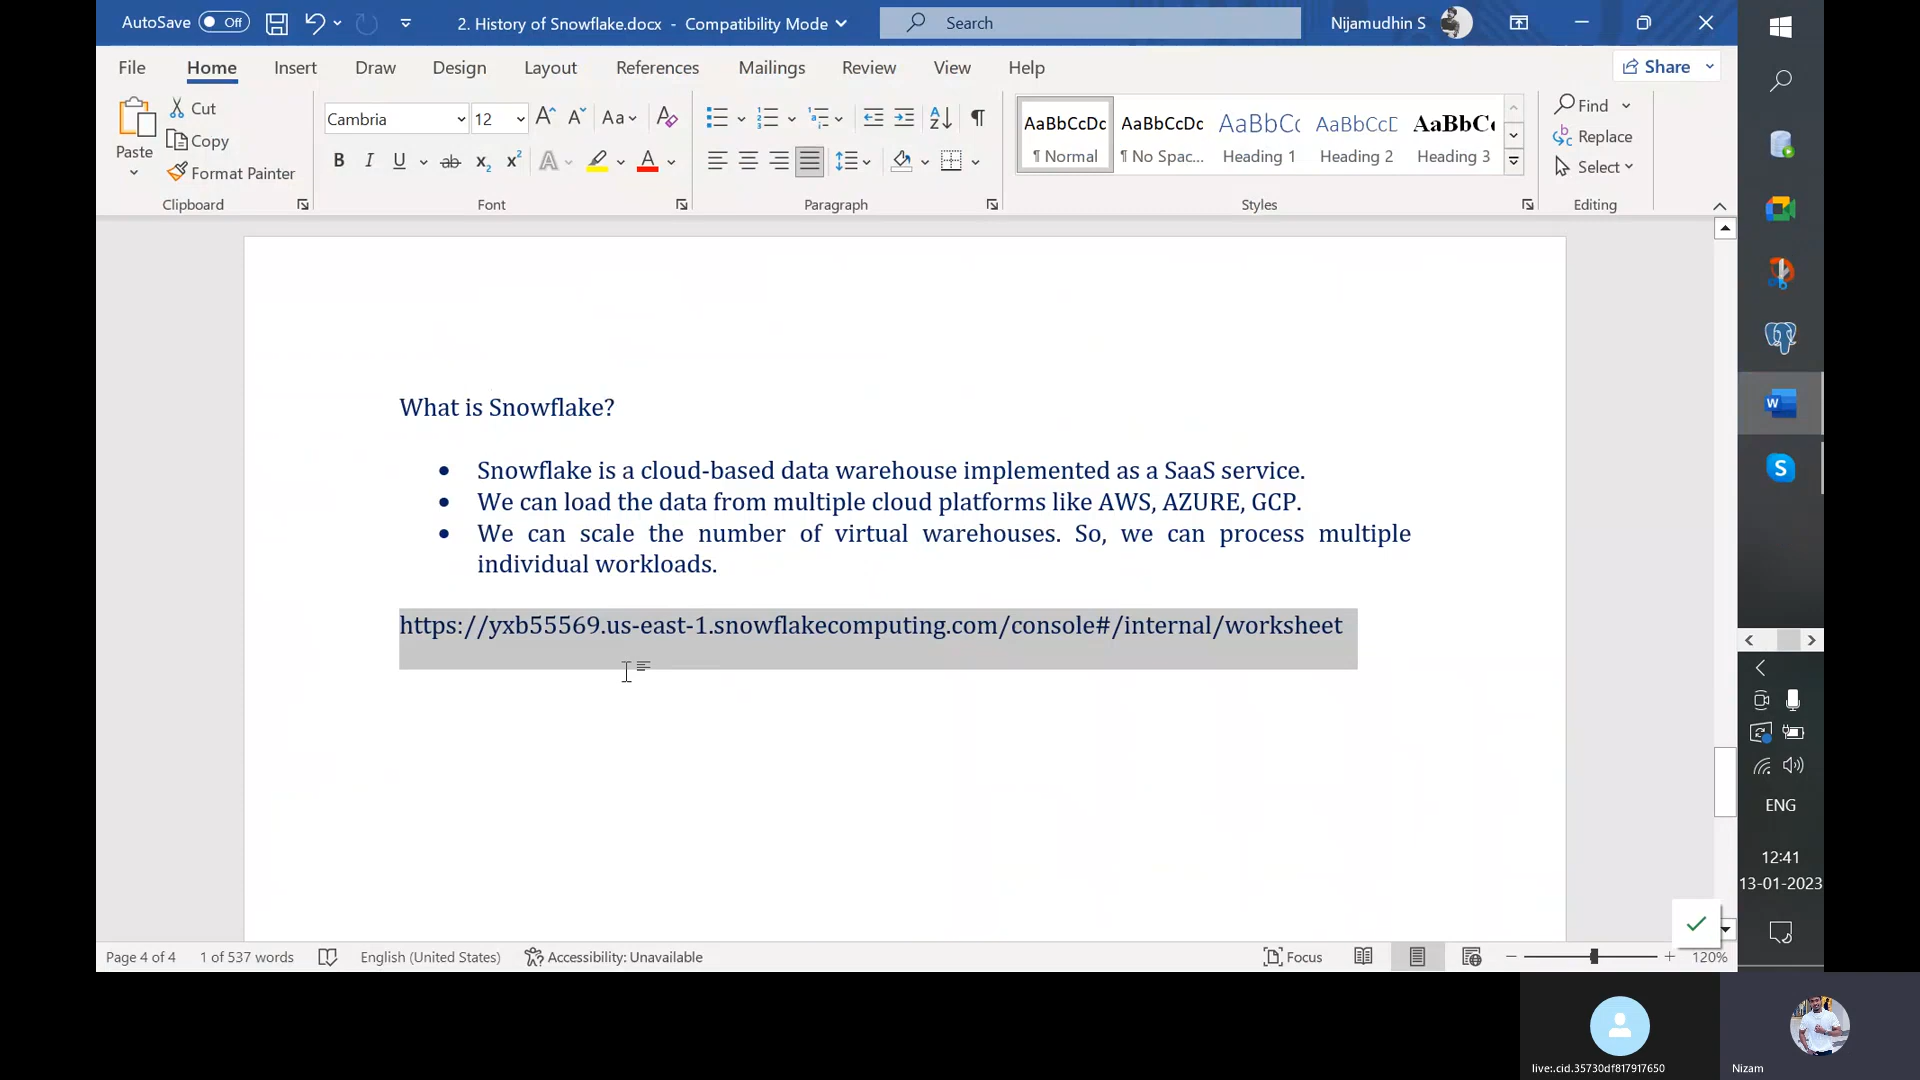 AutoSave Off 2. History of Snowflake.docx - Compatibility Mode Search Nijamudhin S
File Home Insert Draw Design Layout References Mailings Review View Help Share
Paste Cut Copy Format Painter
Clipboard
Cambria 12 Aa
B I U ab x₂ x² A A
Font
Paragraph
AaBbCcDc AaBbCcDc AaBbCc AaBbCcD AaBbCc
¶ Normal ¶ No Spac... Heading 1 Heading 2 Heading 3
Styles
Find
Replace
Select
Editing
What is Snowflake?
• Snowflake is a cloud-based data warehouse implemented as a SaaS service.
• We can load the data from multiple cloud platforms like AWS, AZURE, GCP.
• We can scale the number of virtual warehouses. So, we can process multiple
individual workloads.
https://yxb55569.us-east-1.snowflakecomputing.com/console#/internal/worksheet
Page 4 of 4 1 of 537 words English (United States) Accessibility: Unavailable Focus 120%
ENG
12:41
13-01-2023
live:.cid.35730df817917650 Nizam